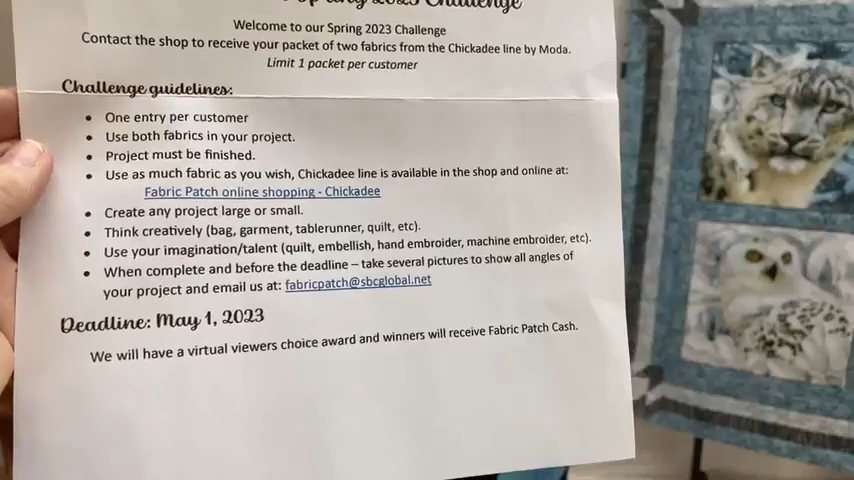 Spring 2023 Challenge
Welcome to our Spring 2023 Challenge
Contact the shop to receive your packet of two fabrics from the Chickadee line by Moda.
Limit 1 packet per customer
Challenge guidelines:
• One entry per customer
• Use both fabrics in your project.
• Project must be finished.
• Use as much fabric as you wish, Chickadee line is available in the shop and online at:
Fabric Patch online shopping - Chickadee
• Create any project large or small.
• Think creatively (bag, garment, tablerunner, quilt, etc).
• Use your imagination/talent (quilt, embellish, hand embroider, machine embroider, etc).
• When complete and before the deadline – take several pictures to show all angles of
your project and email us at: fabricpatch@sbcglobal.net
Deadline: May 1, 2023
We will have a virtual viewers choice award and winners will receive Fabric Patch Cash.